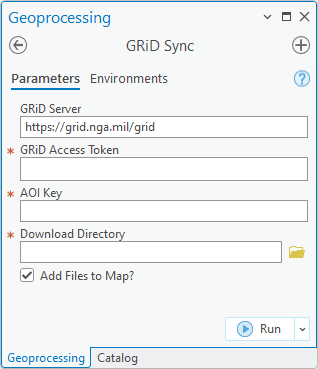 Geoprocessing
GRiD Sync
Parameters Environments
GRiD Server
https://grid.nga.mil/grid
* GRiD Access Token
* AOI Key
* Download Directory
Add Files to Map?
Run
Geoprocessing Catalog